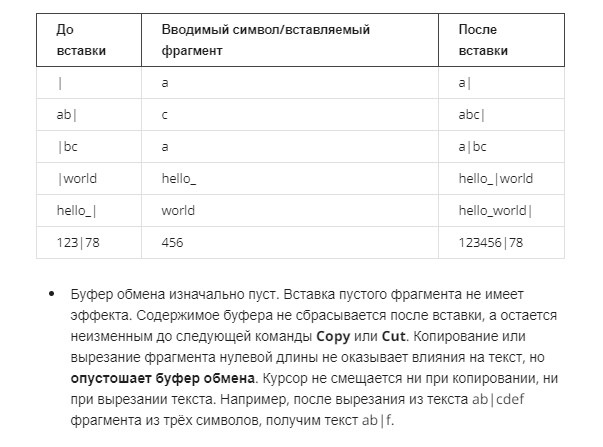 До вставки Вводимый символ/вставляемый фрагмент После вставки
| a a|
ab| c abc|
|bc a a|bc
|world hello_ hello_|world
hello_| world hello_world|
123|78 456 123456|78
• Буфер обмена изначально пуст. Вставка пустого фрагмента не имеет
эффекта. Содержимое буфера не сбрасывается после вставки, а остается
неизменным до следующей команды Copy или Cut. Копирование или
вырезание фрагмента нулевой длины не оказывает влияния на текст, но
опустошает буфер обмена. Курсор не смещается ни при копировании, ни
при вырезании текста. Например, после вырезания из текста ab|cdef
фрагмента из трёх символов, получим текст ab|f.